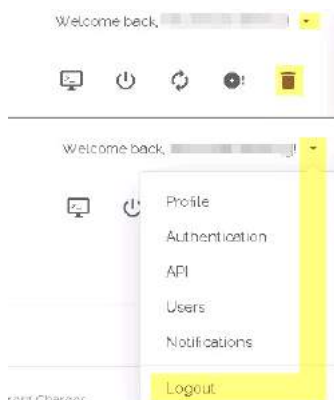 Welcome back,
Welcome back, !
Profile
Authentication
API
Users
Notifications
Logout